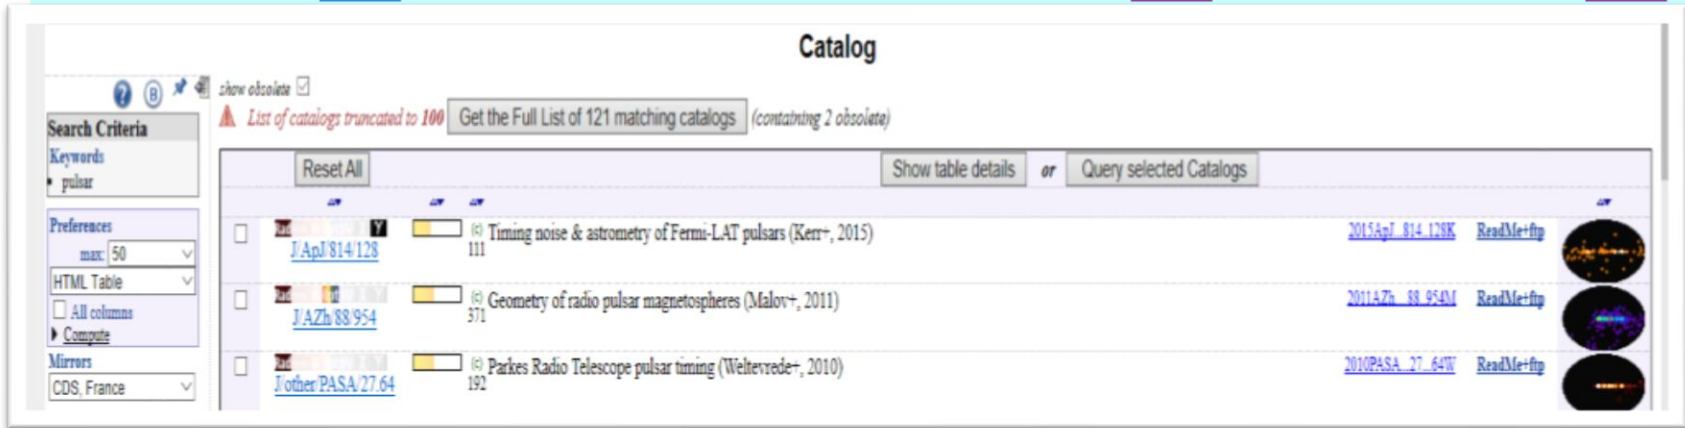 Catalog
show obsolete
List of catalogs truncated to 100 Get the Full List of 121 matching catalogs (containing 2 obsolete)
Search Criteria
Keywords
pulsar
Preferences
max: 50
HTML Table
All columns
Compute
Mirrors
CDS, France
Reset All Show table details or Query selected Catalogs
Y (c) Timing noise & astrometry of Fermi-LAT pulsars (Kerr+, 2015) 2015ApJ...814..128K ReadMe+ftp
J/ApJ/814/128 111
(c) Geometry of radio pulsar magnetospheres (Malov+, 2011) 2011AZh....88..954M ReadMe+ftp
J/AZh/88/954 371
(c) Parkes Radio Telescope pulsar timing (Weltevrede+, 2010) 2010PASA...27...64W ReadMe+ftp
J/other/PASA/27.64 192